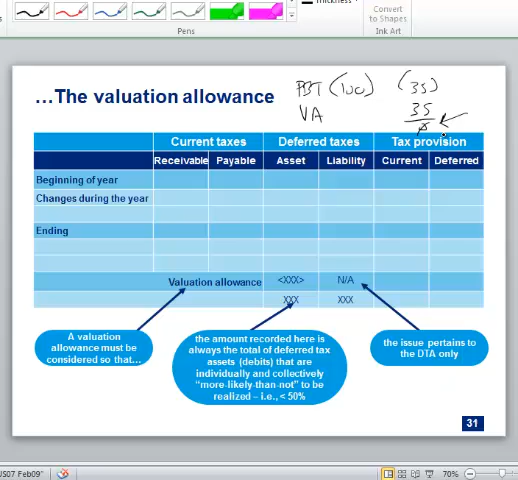 Thickness
Convert
to Shapes
Pens
Ink Art
…The valuation allowance
PBT (100) (35)
VA 35
Current taxes Deferred taxes Tax provision
Receivable Payable Asset Liability Current Deferred
Beginning of year
Changes during the year
Ending
Valuation allowance <XXX> N/A
XXX XXX
A valuation
allowance must be
considered so that…
the amount recorded here is
always the total of deferred tax
assets (debits) that are
individually and collectively
“more-likely-than-not” to be
realized – i.e., < 50%
the issue pertains to
the DTA only
31
US07 Feb09"
70%